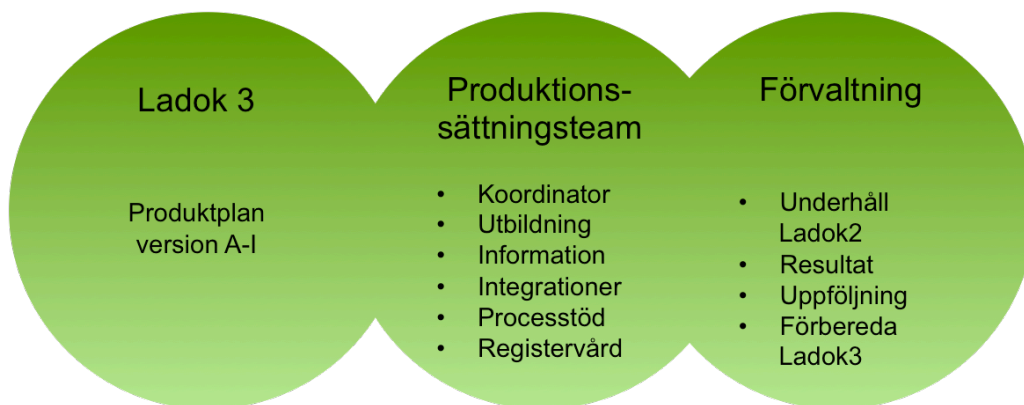 Ladok 3
Produktplan
version A-I
Produktions-
sättningsteam
• Koordinator
• Utbildning
• Information
• Integrationer
• Processtöd
• Registervård
Förvaltning
• Underhåll
Ladok2
• Resultat
• Uppföljning
• Förbereda
Ladok3